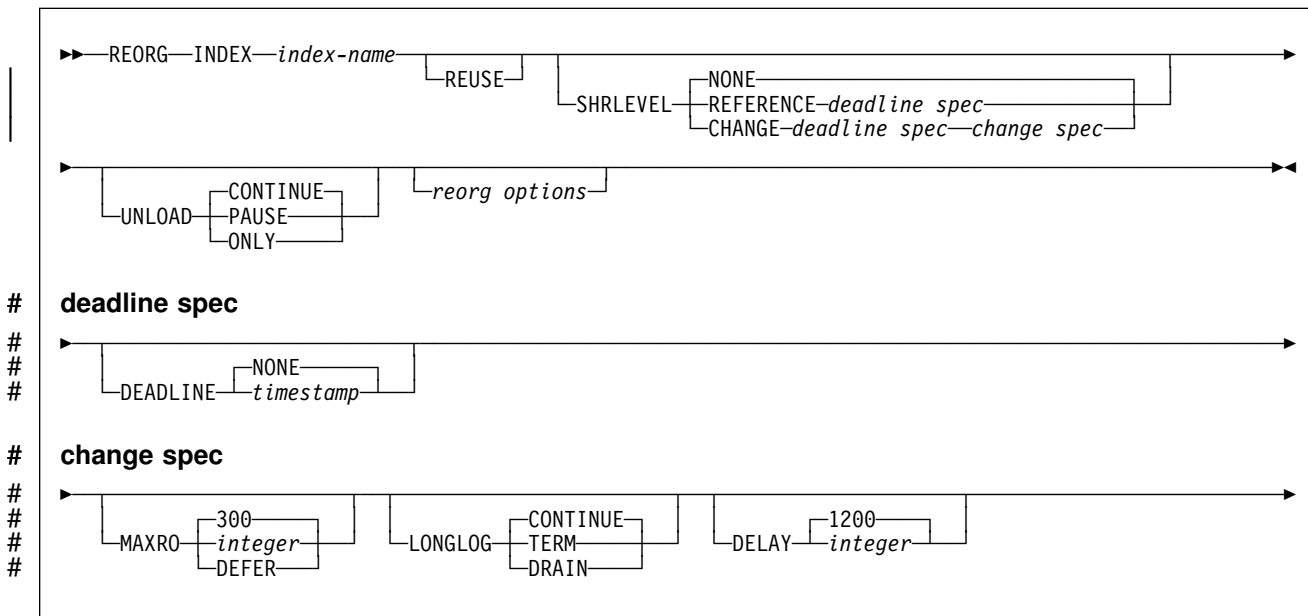 REORG INDEX index-name
REUSE NONE
SHRLEVEL REFERENCE deadline spec
CHANGE deadline spec change spec
CONTINUE reorg options
UNLOAD PAUSE
ONLY
# deadline spec
#
# NONE
# DEADLINE timestamp
# change spec
#
# 300 CONTINUE 1200
# MAXRO integer LONGLOG TERM DELAY integer
# DEFER DRAIN